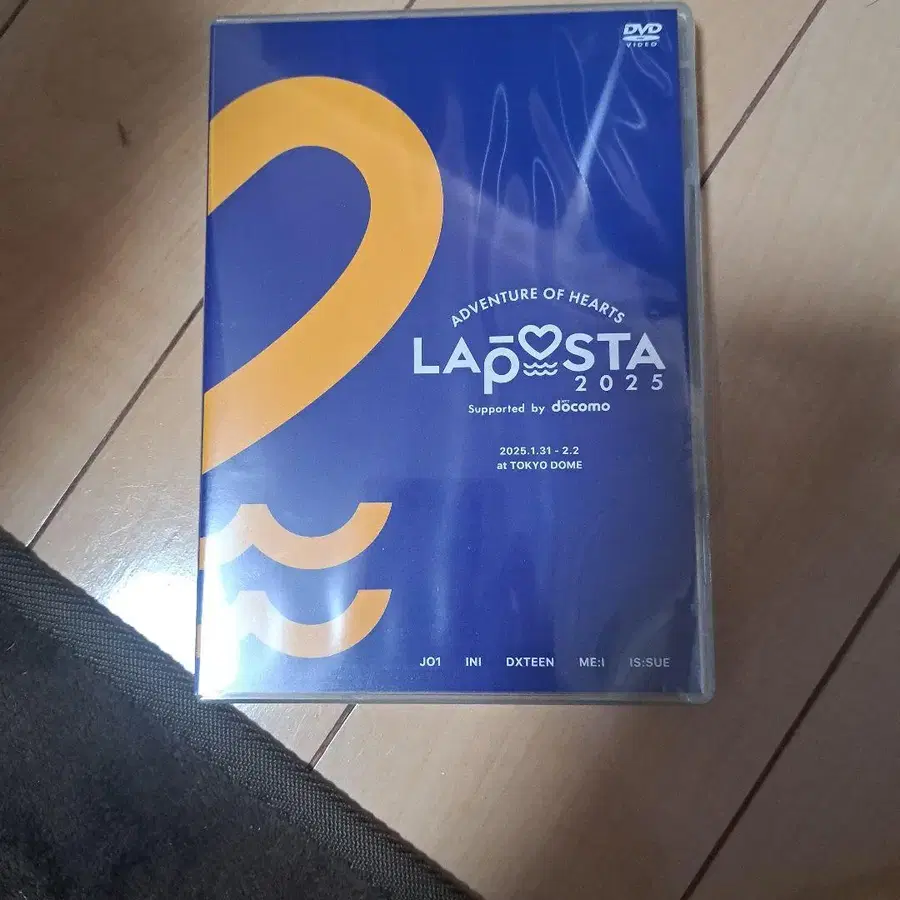 DVD
VIDEO
ADVENTURE OF HEARTS
LAPOSTA
2025
Supported by döcomo
2025.1.31 - 2.2
at TOKYO DOME
JO1 INI DXTEEN ME:I IS:SUE